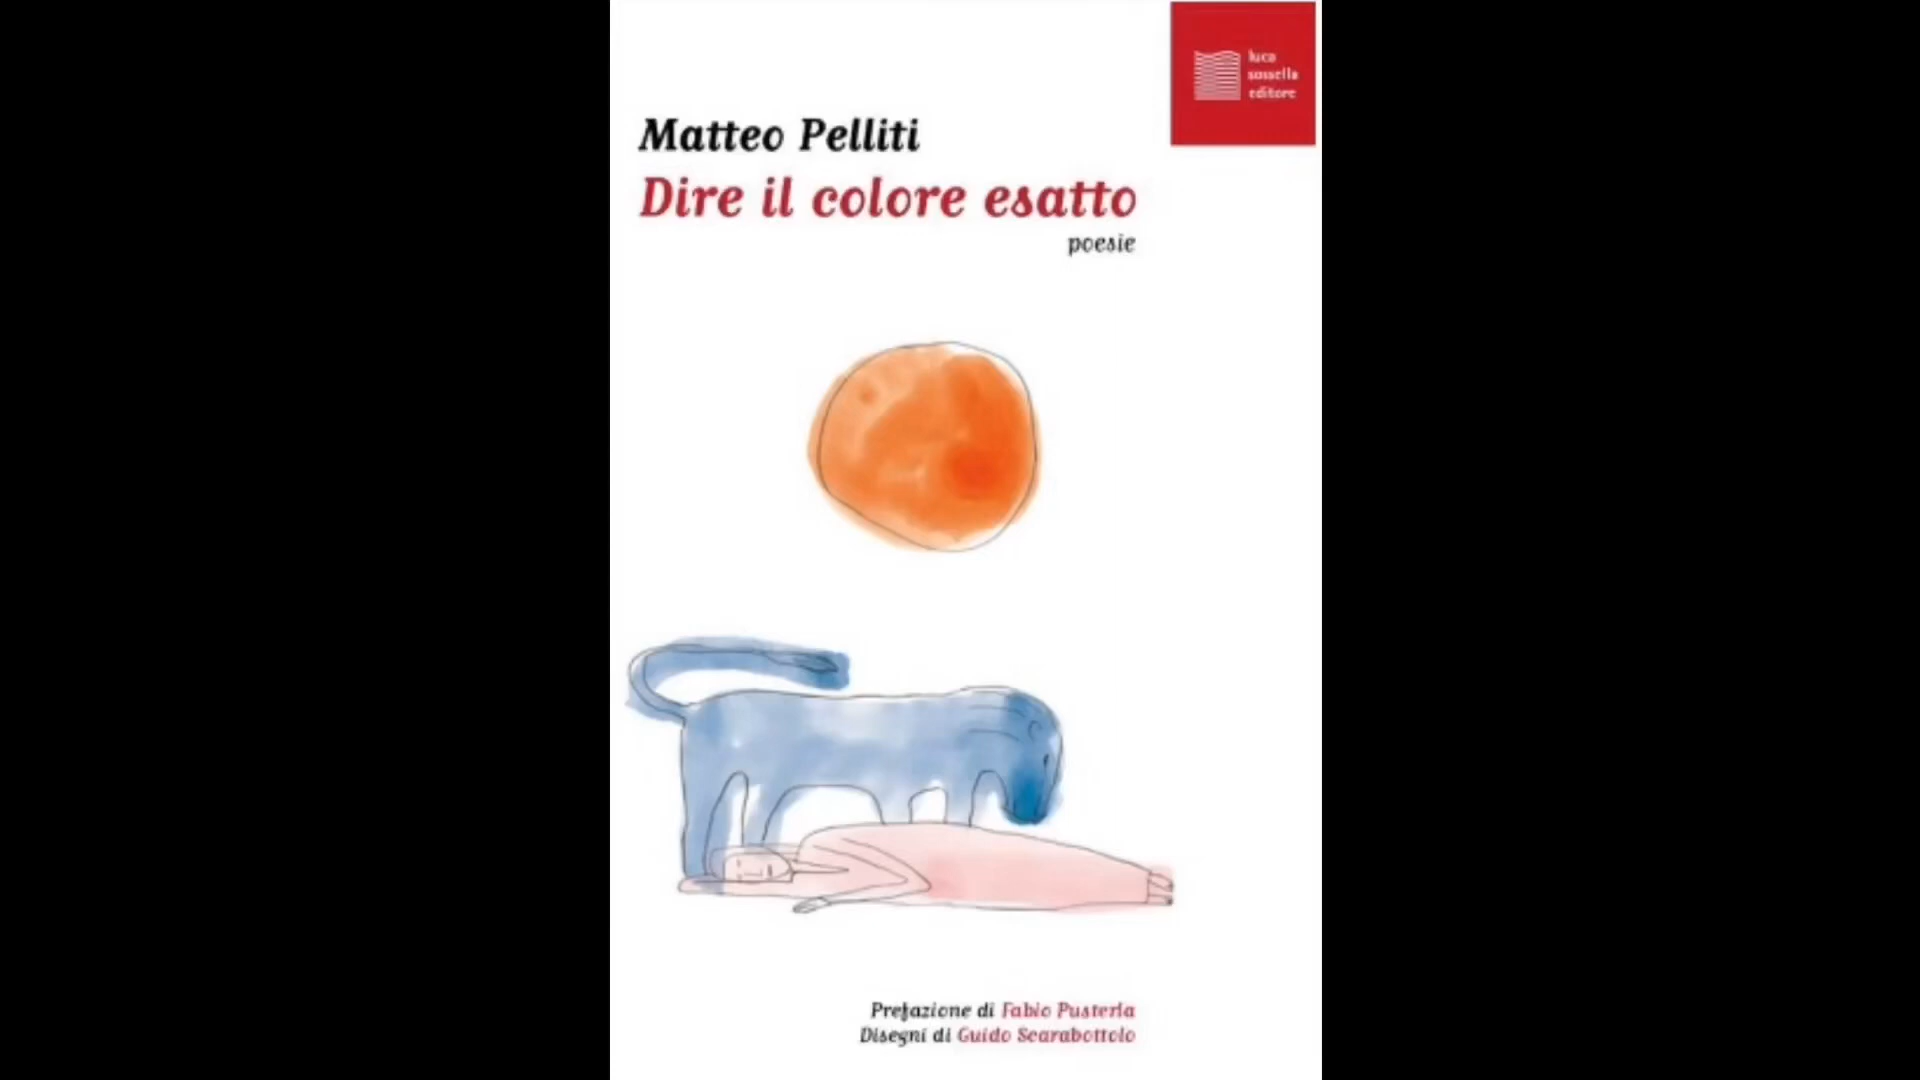 luca
sossella
editore
Matteo Pelliti
Dire il colore esatto
poesie
Prefazione di Fabio Pusterla
Disegni di Guido Scarabottolo